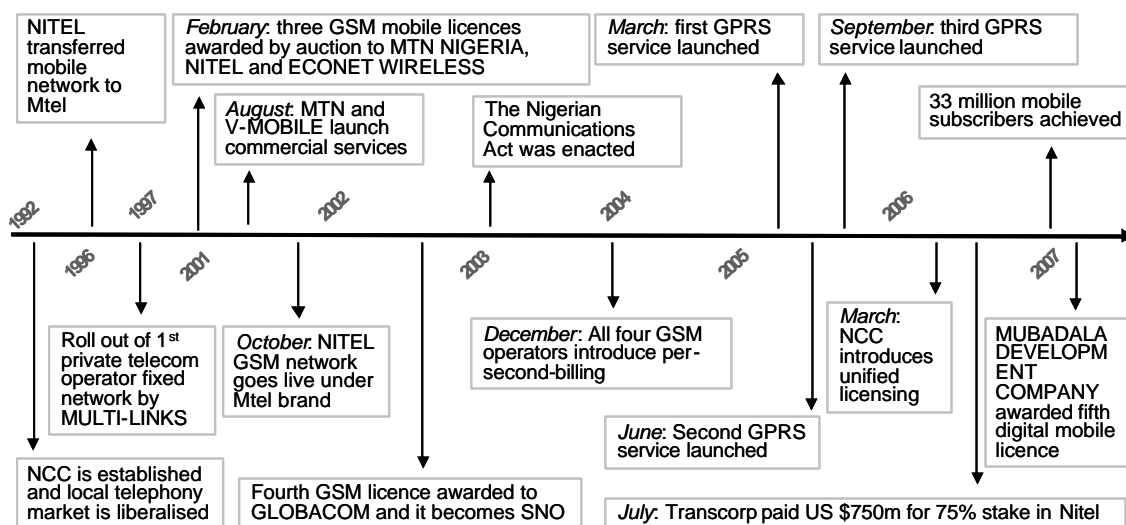 NITEL
transferred
mobile
network to
Mtel
February: three GSM mobile licences
awarded by auction to MTN NIGERIA,
NITEL and ECONET WIRELESS
August: MTN and
V-MOBILE launch
commercial services
The Nigerian
Communications
Act was enacted
March: first GPRS
service launched
September: third GPRS
service launched
33 million mobile
subscribers achieved
1992
1996
1997
2001
2002
2003
2004
2005
2006
2007
Roll out of 1st
private telecom
operator fixed
network by
MULTI-LINKS
October: NITEL
GSM network
goes live under
Mtel brand
December: All four GSM
operators introduce per-
second-billing
March:
NCC
introduces
unified
licensing
MUBADALA
DEVELOPM
ENT
COMPANY
awarded fifth
digital mobile
licence
June: Second GPRS
service launched
NCC is established
and local telephony
market is liberalised
Fourth GSM licence awarded to
GLOBACOM and it becomes SNO
July: Transcorp paid US $750m for 75% stake in Nitel